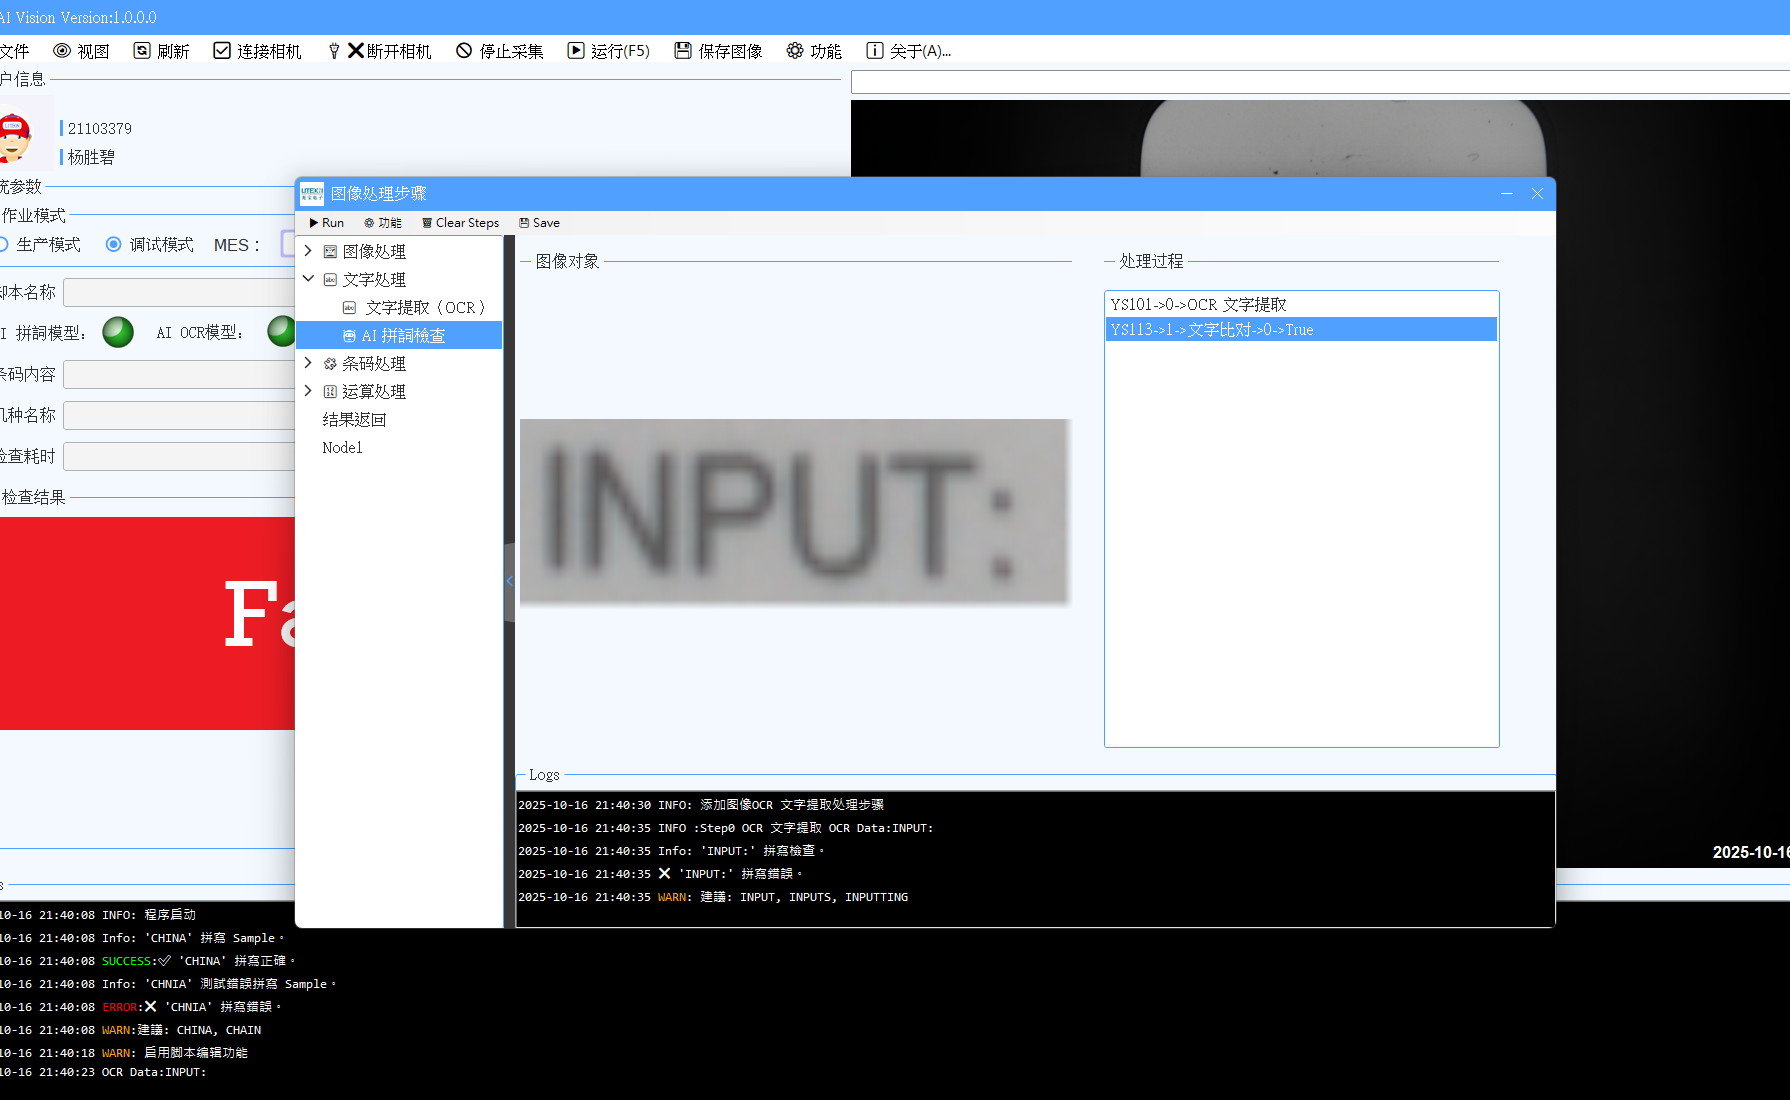 AI Vision Version:1.0.0.0
文件 视图 刷新 连接相机 断开相机 停止采集 运行(F5) 保存图像 功能 关于(A)...
户信息
21103379
杨胜碧
统参数
作业模式
生产模式 调试模式 MES：
脚本名称
I 拼詞模型： AI OCR模型：
条码内容
机种名称
检查耗时
检查结果
Fa
图像处理步骤
Run 功能 Clear Steps Save
图像处理
文字处理
文字提取（OCR）
AI 拼詞檢查
条码处理
运算处理
结果返回
Node1
图像对象
INPUT:
处理过程
YS101->0->OCR 文字提取
YS113->1->文字比对->0->True
Logs
2025-10-16 21:40:30 INFO: 添加图像OCR 文字提取处理步骤
2025-10-16 21:40:35 INFO :Step0 OCR 文字提取 OCR Data:INPUT:
2025-10-16 21:40:35 Info: 'INPUT:' 拼寫檢查。
2025-10-16 21:40:35 ❌ 'INPUT:' 拼寫錯誤。
2025-10-16 21:40:35 WARN: 建議: INPUT, INPUTS, INPUTTING
2025-10-16
s
10-16 21:40:08 INFO: 程序启动
10-16 21:40:08 Info: 'CHINA' 拼寫 Sample。
10-16 21:40:08 SUCCESS:✅ 'CHINA' 拼寫正確。
10-16 21:40:08 Info: 'CHNIA' 測試錯誤拼寫 Sample。
10-16 21:40:08 ERROR:❌ 'CHNIA' 拼寫錯誤。
10-16 21:40:08 WARN:建議: CHINA, CHAIN
10-16 21:40:18 WARN: 启用脚本编辑功能
10-16 21:40:23 OCR Data:INPUT: